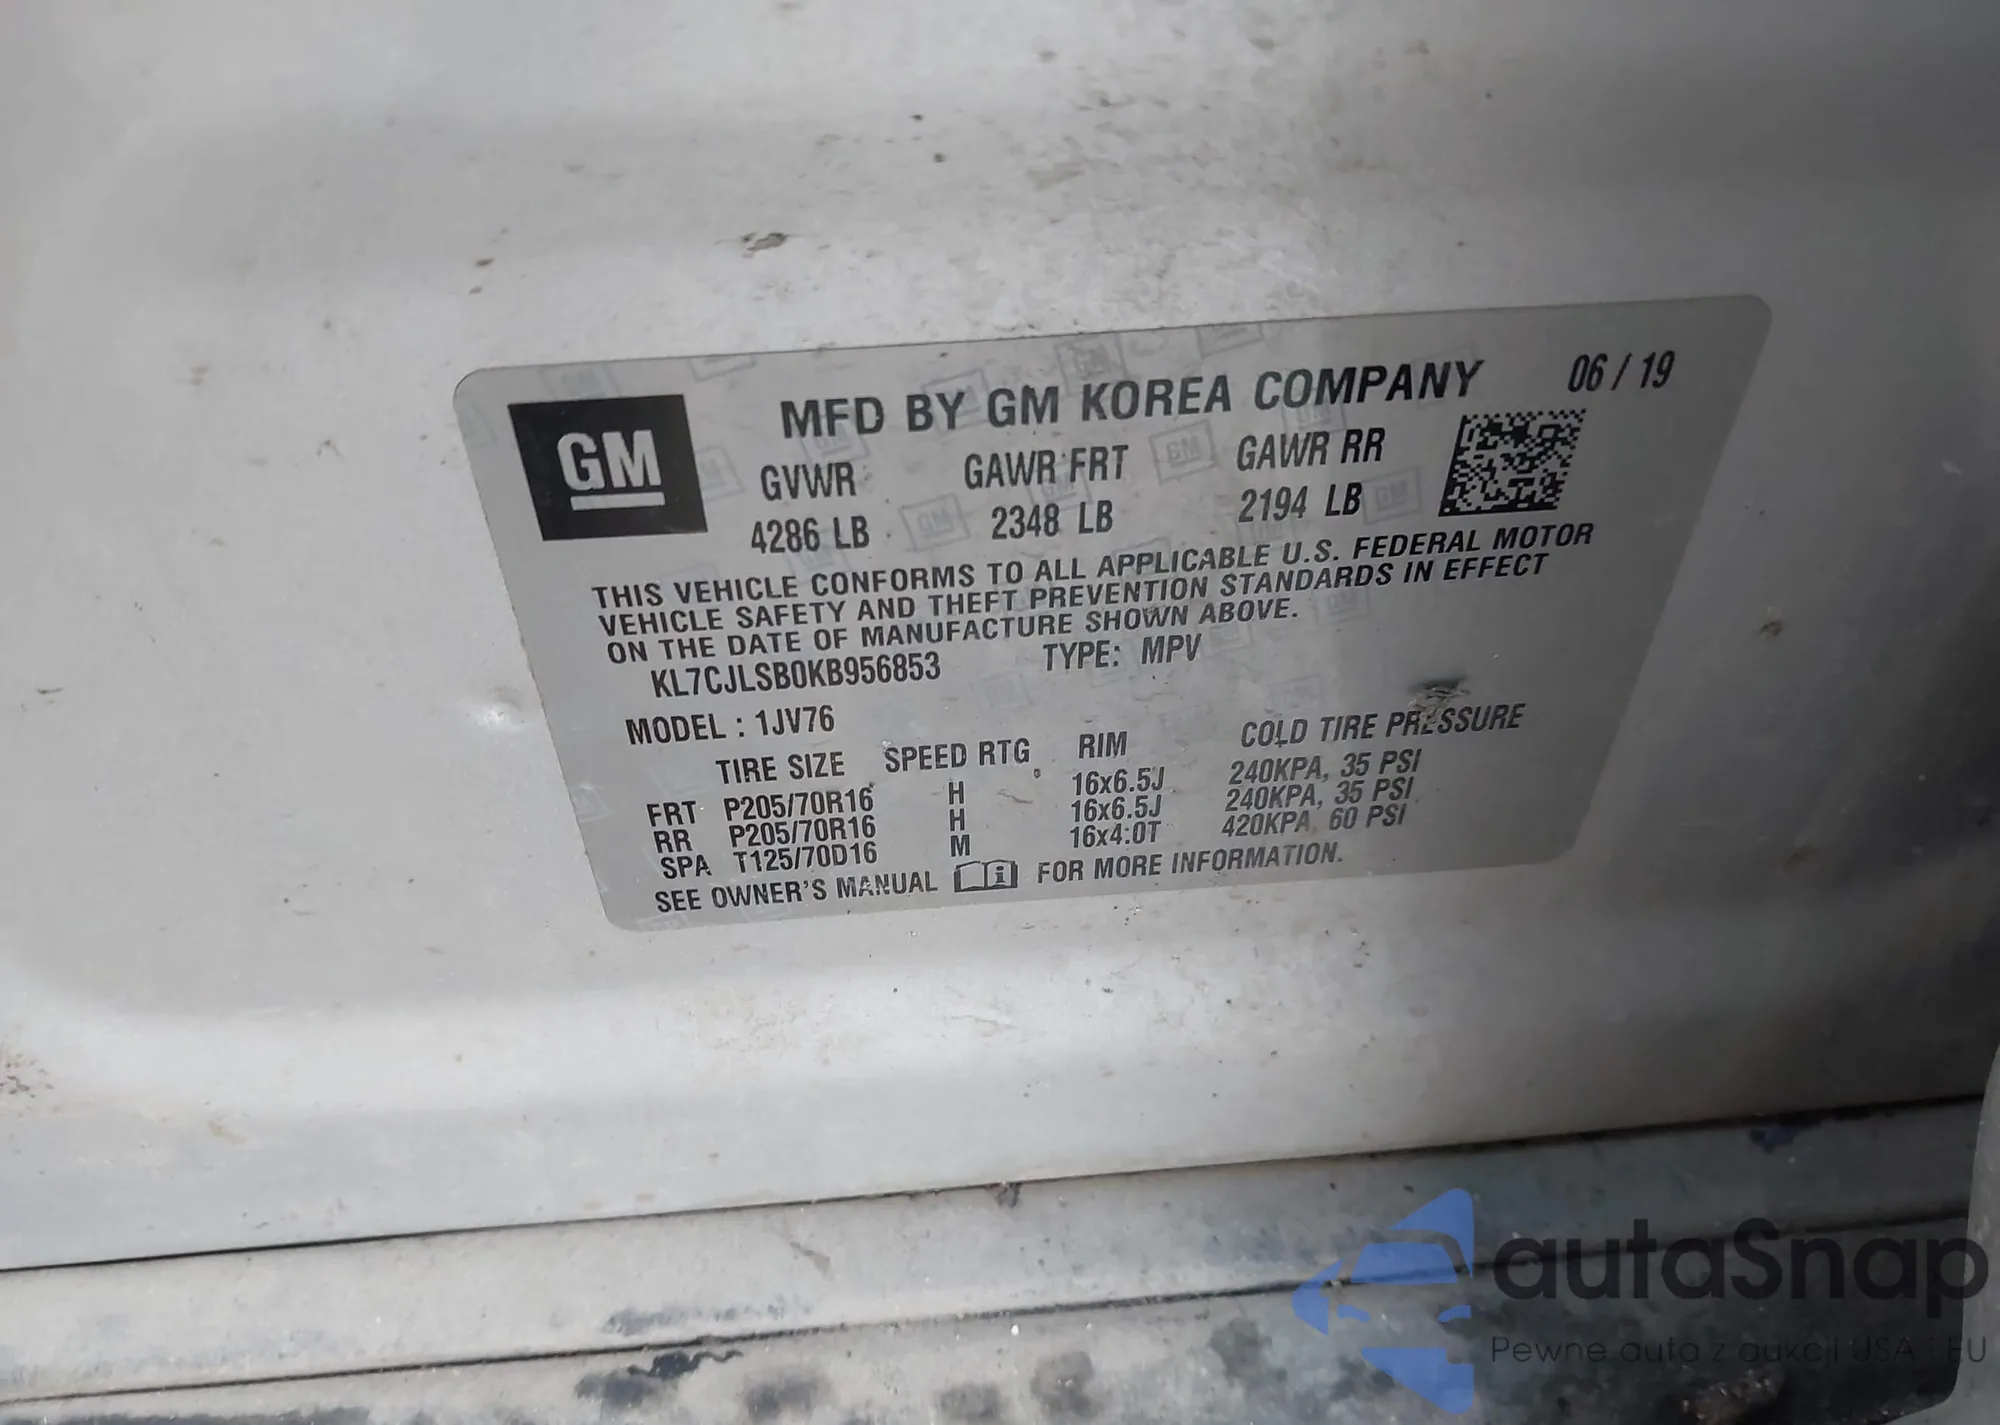 MFD BY GM KOREA COMPANY 06 / 19
GM
GVWR GAWR FRT GAWR RR
4286 LB 2348 LB 2194 LB
THIS VEHICLE CONFORMS TO ALL APPLICABLE U.S. FEDERAL MOTOR
VEHICLE SAFETY AND THEFT PREVENTION STANDARDS IN EFFECT
ON THE DATE OF MANUFACTURE SHOWN ABOVE.
KL7CJLSB0KB956853 TYPE: MPV
MODEL : 1JV76
TIRE SIZE SPEED RTG RIM COLD TIRE PRESSURE
FRT P205/70R16 H 16x6.5J 240KPA, 35 PSI
RR P205/70R16 H 16x6.5J 240KPA, 35 PSI
SPA T125/70D16 M 16x4.0T 420KPA, 60 PSI
SEE OWNER'S MANUAL FOR MORE INFORMATION.
autaSnap
Pewne auta z aukcji USA i EU